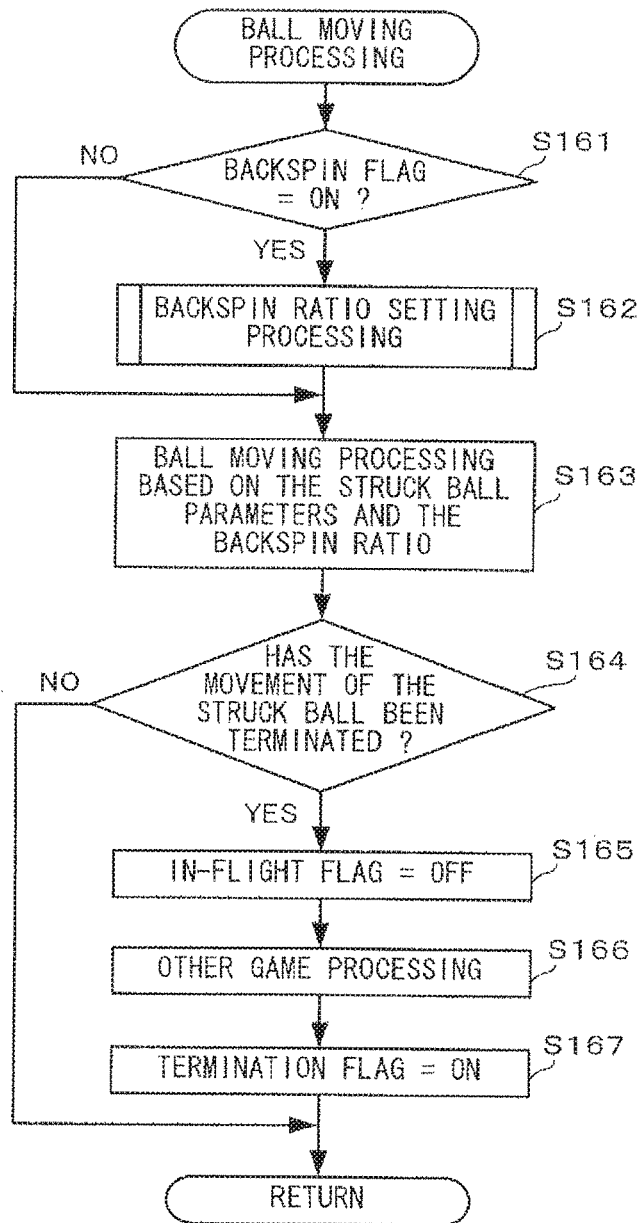 BALL MOVING
PROCESSING
S161
NO
BACKSPIN FLAG
= ON ?
YES
BACKSPIN RATIO SETTING
PROCESSING
S162
BALL MOVING PROCESSING
BASED ON THE STRUCK BALL
PARAMETERS AND THE
BACKSPIN RATIO
S163
HAS THE
MOVEMENT OF THE
STRUCK BALL BEEN
TERMINATED ?
S164
NO
YES
IN-FLIGHT FLAG = OFF
S165
OTHER GAME PROCESSING
S166
TERMINATION FLAG = ON
S167
RETURN